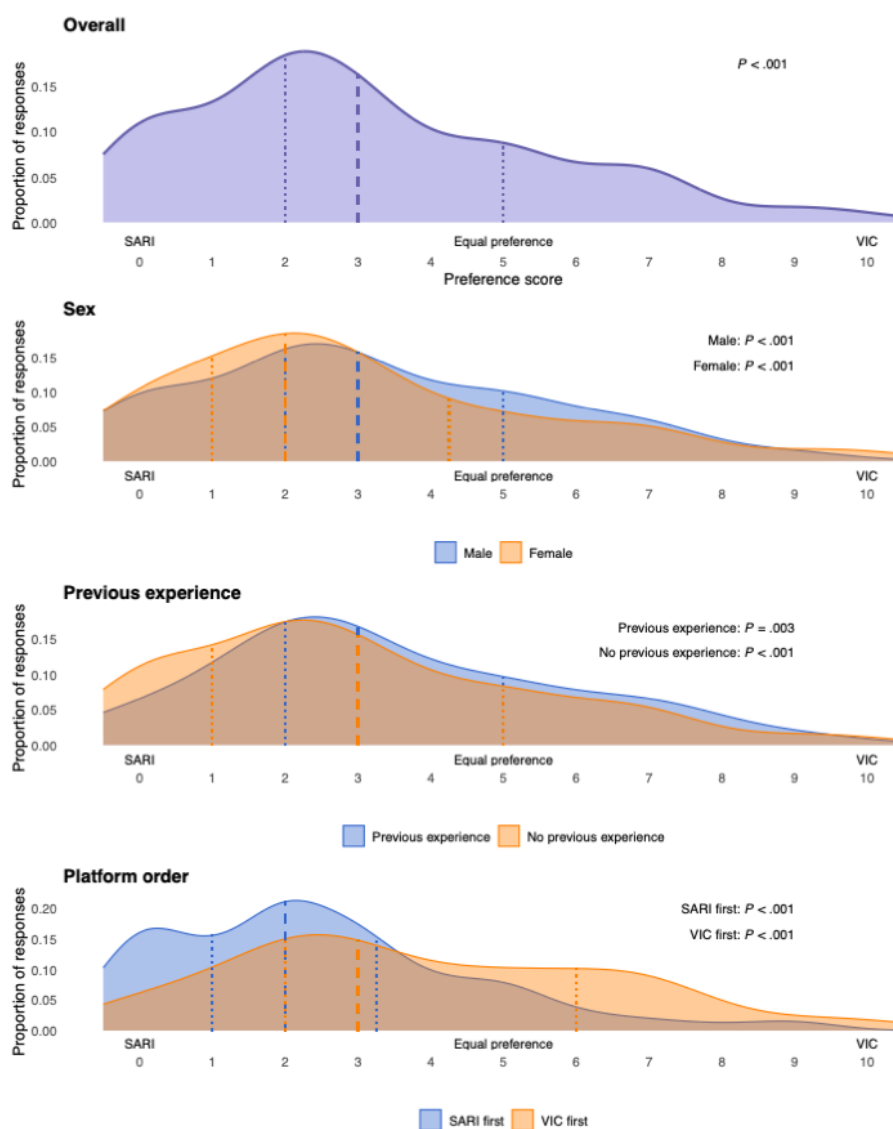 Overall
Proportion of responses
P < .001
0.15
0.10
0.05
0.00
SARI Equal preference VIC
0 1 2 3 4 5 6 7 8 9 10
Preference score
Sex
Proportion of responses
Male: P < .001
Female: P < .001
0.15
0.10
0.05
0.00
SARI Equal preference VIC
0 1 2 3 4 5 6 7 8 9 10
Male Female
Previous experience
Proportion of responses
Previous experience: P = .003
No previous experience: P < .001
0.15
0.10
0.05
0.00
SARI Equal preference VIC
0 1 2 3 4 5 6 7 8 9 10
Previous experience No previous experience
Platform order
Proportion of responses
SARI first: P < .001
VIC first: P < .001
0.20
0.15
0.10
0.05
0.00
SARI Equal preference VIC
0 1 2 3 4 5 6 7 8 9 10
SARI first VIC first